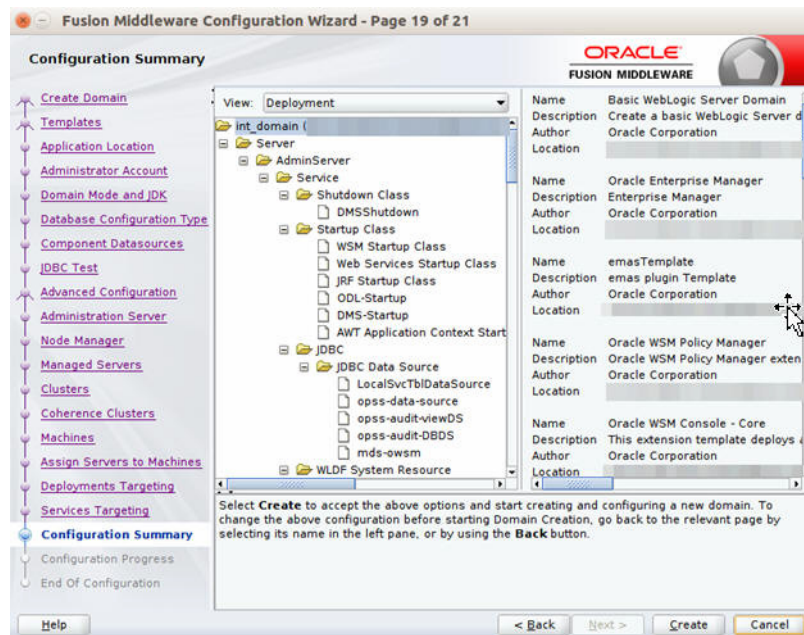 Fusion Middleware Configuration Wizard - Page 19 of 21
Configuration Summary
ORACLE
FUSION MIDDLEWARE
Create Domain
Templates
Application Location
Administrator Account
Domain Mode and JDK
Database Configuration Type
Component Datasources
JDBC Test
Advanced Configuration
Administration Server
Node Manager
Managed Servers
Clusters
Coherence Clusters
Machines
Assign Servers to Machines
Deployments Targeting
Services Targeting
Configuration Summary
Configuration Progress
End Of Configuration
View: Deployment
int_domain (
Server
AdminServer
Service
Shutdown Class
DMSShutdown
Startup Class
WSM Startup Class
Web Services Startup Class
JRF Startup Class
ODL-Startup
DMS-Startup
AWT Application Context Start
JDBC
JDBC Data Source
LocalSvcTblDataSource
opss-data-source
opss-audit-viewDS
opss-audit-DBDS
mds-owsm
WLDF System Resource
Name Basic WebLogic Server Domain
Description Create a basic WebLogic Server d
Author Oracle Corporation
Location
Name Oracle Enterprise Manager
Description Enterprise Manager
Author Oracle Corporation
Location
Name emasTemplate
Description emas plugin Template
Author Oracle Corporation
Location
Name Oracle WSM Policy Manager
Description Oracle WSM Policy Manager exten
Author Oracle Corporation
Location
Name Oracle WSM Console - Core
Description This extension template deploys a
Author Oracle Corporation
Location
Select Create to accept the above options and start creating and configuring a new domain. To
change the above configuration before starting Domain Creation, go back to the relevant page by
selecting its name in the left pane, or by using the Back button.
Help
< Back
Next >
Create
Cancel